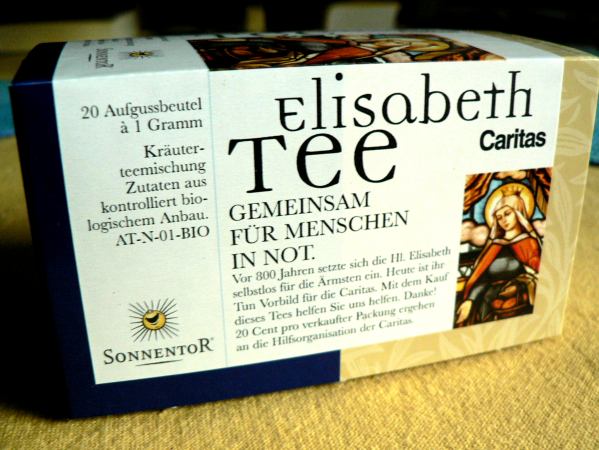 SONNENTOR
20 Aufgussbeutel
à 1 Gramm
Kräuter-
teemischung
Zutaten aus
kontrolliert bio-
logischem Anbau.
AT-N-01-BIO
SONNENTOR®
Elisabeth
Tee
Caritas
GEMEINSAM
FÜR MENSCHEN
IN NOT.
Vor 800 Jahren setzte sich die Hl. Elisabeth
selbstlos für die Ärmsten ein. Heute ist ihr
Tun Vorbild für die Caritas. Mit dem Kauf
dieses Tees helfen Sie uns helfen. Danke!
20 Cent pro verkaufter Packung ergehen
an die Hilfsorganisation der Caritas.